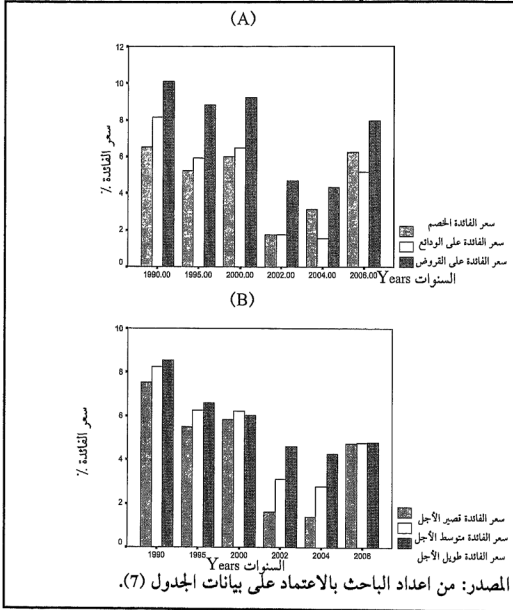 (A)
12
10
8
6
4
2
0
سعر الفائدة %
1990.00 1995.00 2000.00 2002.00 2004.00 2006.00
السنوات Years
سعر الفائدة الخصم
سعر الفائدة على الودائع
سعر الفائدة على القروض
(B)
10
8
6
4
2
0
سعر الفائدة %
1990 1995 2000 2002 2004 2006
السنوات Years
سعر الفائدة قصير الأجل
سعر الفائدة متوسط الأجل
سعر الفائدة طويل الأجل
المصدر: من اعداد الباحث بالاعتماد على بيانات الجدول (7).